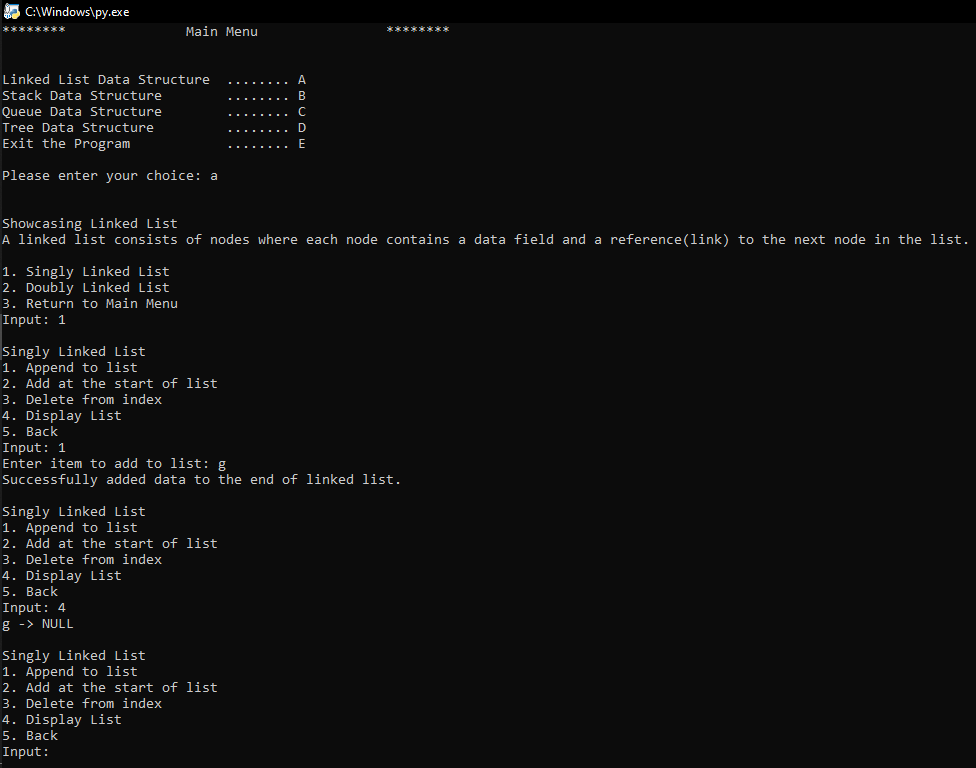 C:\Windows\py.exe
******** Main Menu ********
Linked List Data Structure ........ A
Stack Data Structure ........ B
Queue Data Structure ........ C
Tree Data Structure ........ D
Exit the Program ........ E
Please enter your choice: a
Showcasing Linked List
A linked list consists of nodes where each node contains a data field and a reference(link) to the next node in the list.
1. Singly Linked List
2. Doubly Linked List
3. Return to Main Menu
Input: 1
Singly Linked List
1. Append to list
2. Add at the start of list
3. Delete from index
4. Display List
5. Back
Input: 1
Enter item to add to list: g
Successfully added data to the end of linked list.
Singly Linked List
1. Append to list
2. Add at the start of list
3. Delete from index
4. Display List
5. Back
Input: 4
g -> NULL
Singly Linked List
1. Append to list
2. Add at the start of list
3. Delete from index
4. Display List
5. Back
Input: